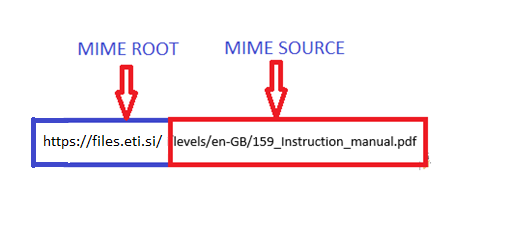 MIME ROOT MIME SOURCE
https://files.eti.si/ levels/en-GB/159_Instruction_manual.pdf